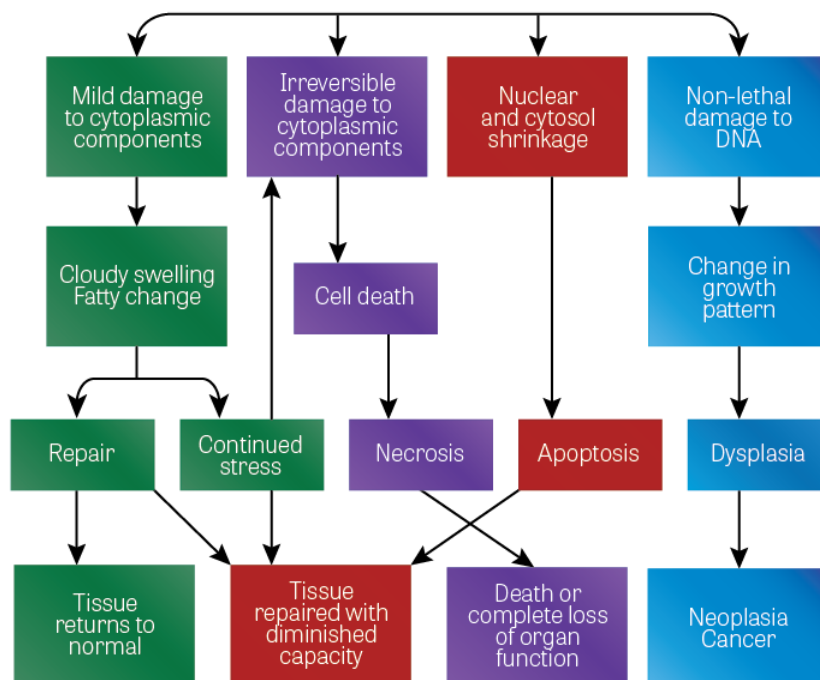 Mild damage
to cytoplasmic
components
Irreversible
damage to
cytoplasmic
components
Nuclear
and cytosol
shrinkage
Non-lethal
damage to
DNA
Cloudy swelling
Fatty change
Cell death
Change in
growth
pattern
Repair
Continued
stress
Necrosis
Apoptosis
Dysplasia
Tissue
returns to
normal
Tissue
repaired with
diminished
capacity
Death or
complete loss
of organ
function
Neoplasia
Cancer